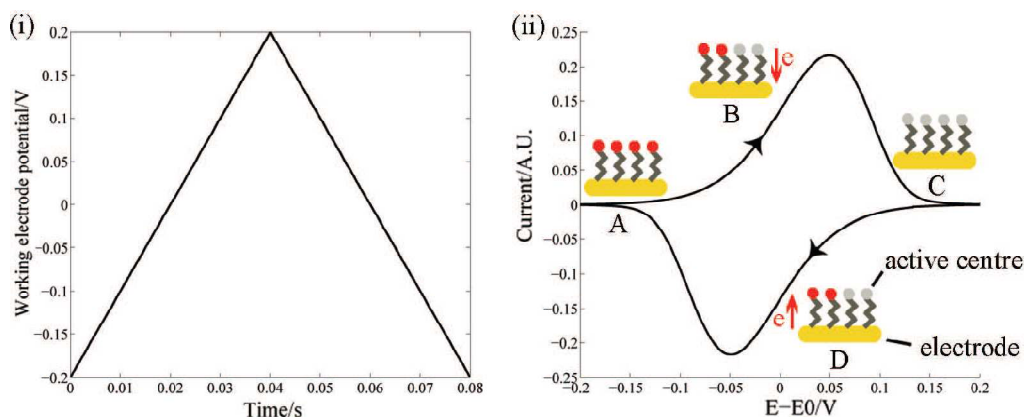 (i)
0.2
0.15
0.1
0.05
0
−0.05
−0.1
−0.15
−0.2
Working electrode potential/V
0 0.01 0.02 0.03 0.04 0.05 0.06 0.07 0.08
Time/s
(ii)
0.25
0.2
0.15
0.1
0.05
0
−0.05
−0.1
−0.15
−0.2
0.25
Current/A.U.
−0.2 −0.15 −0.1 −0.05 0 0.05 0.1 0.15 0.2
E−E0/V
e
B
A
C
active centre
e
D
electrode